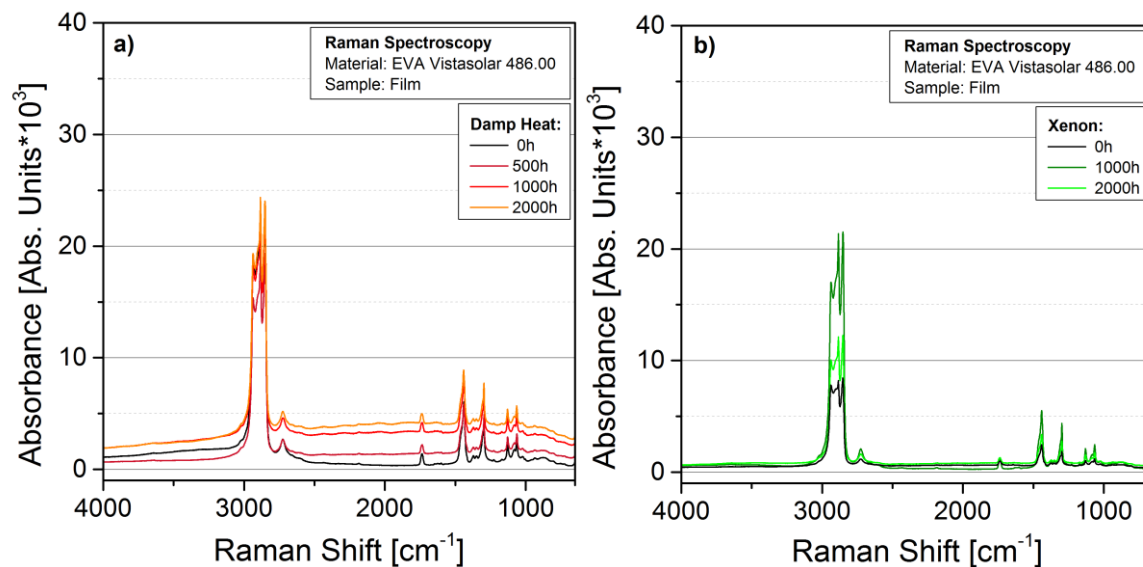 a)
Raman Spectroscopy
Material: EVA Vistasolar 486.00
Sample: Film
Damp Heat:
0h
500h
1000h
2000h
40
30
20
10
0
4000 3000 2000 1000
Absorbance [Abs. Units*10³]
Raman Shift [cm⁻¹]
b)
Raman Spectroscopy
Material: EVA Vistasolar 486.00
Sample: Film
Xenon:
0h
1000h
2000h
40
30
20
10
0
4000 3000 2000 1000
Absorbance [Abs. Units*10³]
Raman Shift [cm⁻¹]